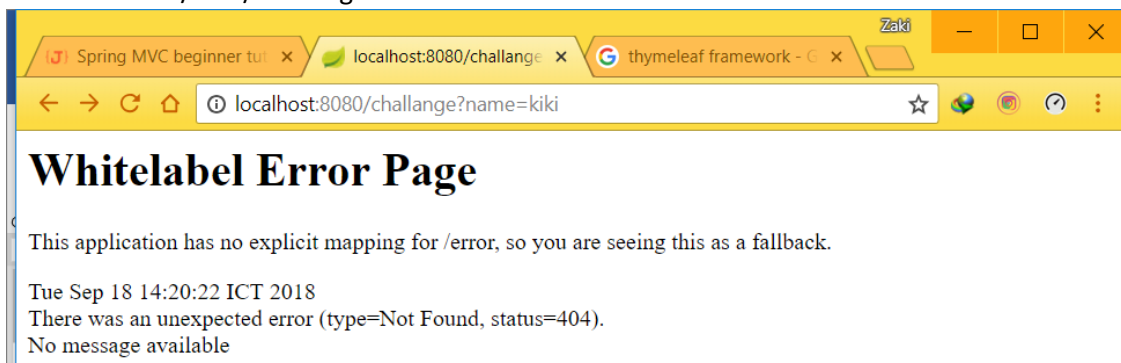 Zaki
{J} Spring MVC beginner tut
localhost:8080/challange
thymeleaf framework - G
localhost:8080/challange?name=kiki
Whitelabel Error Page
This application has no explicit mapping for /error, so you are seeing this as a fallback.
Tue Sep 18 14:20:22 ICT 2018
There was an unexpected error (type=Not Found, status=404).
No message available